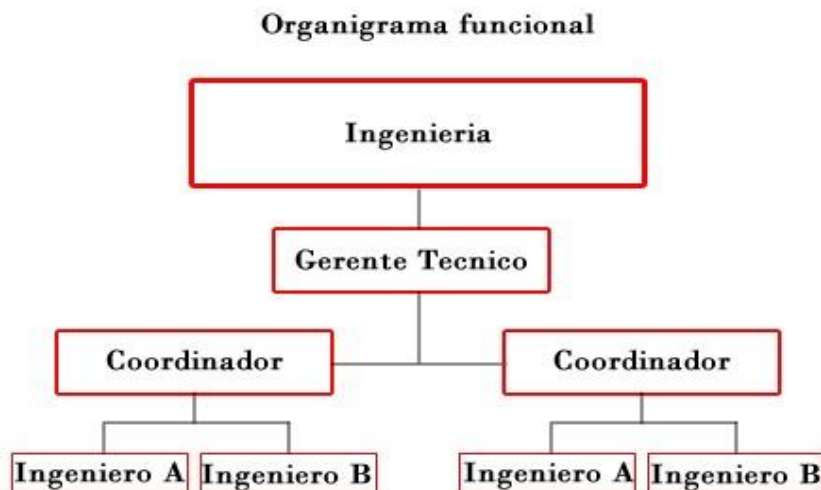 Organigrama funcional
Ingenieria
Gerente Tecnico
Coordinador
Coordinador
Ingeniero A
Ingeniero B
Ingeniero A
Ingeniero B